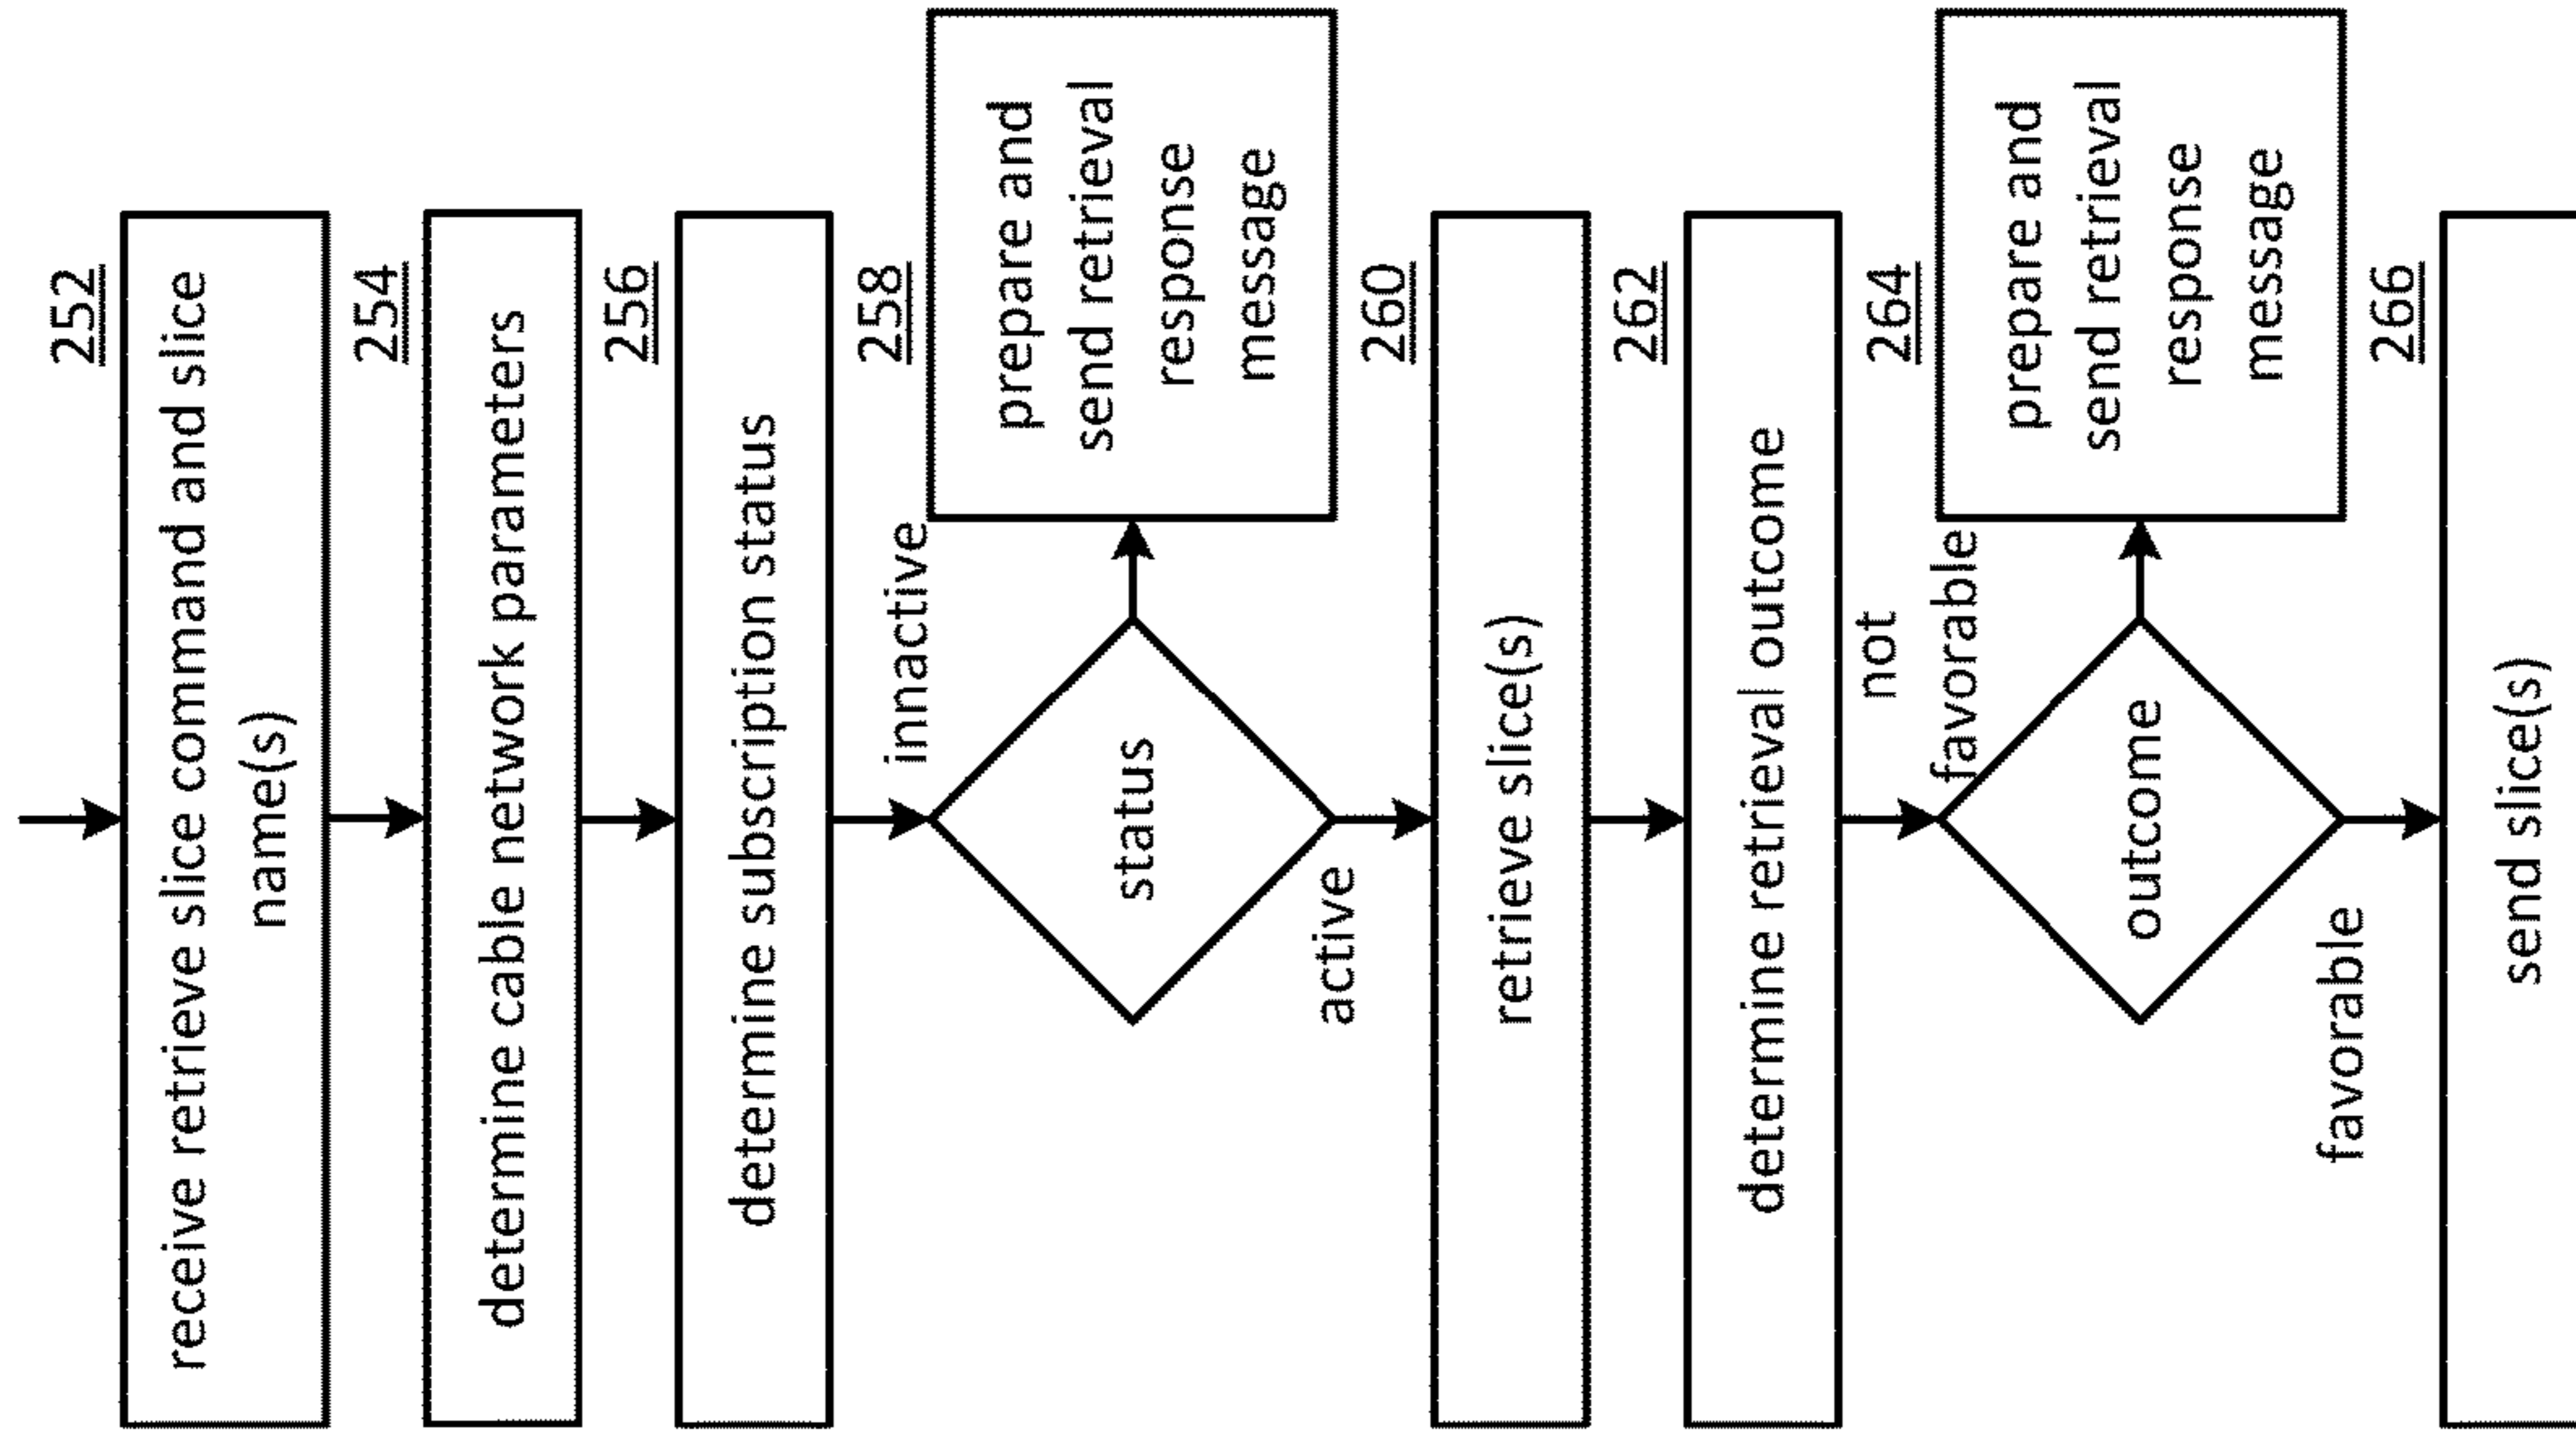 252
receive retrieve slice command and slice
name(s)
254
determine cable network parameters
256
determine subscription status
258
innactive
status
prepare and
send retrieval
response
message
active
260
retrieve slice(s)
262
determine retrieval outcome
264
not
favorable
outcome
prepare and
send retrieval
response
message
favorable
266
send slice(s)